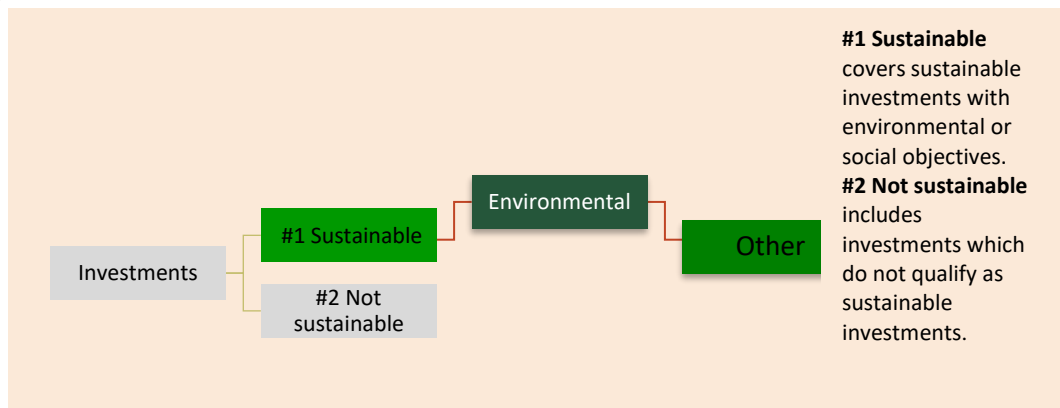 Investments
#1 Sustainable
#2 Not
sustainable
Environmental
Other
#1 Sustainable
covers sustainable
investments with
environmental or
social objectives.
#2 Not sustainable
includes
investments which
do not qualify as
sustainable
investments.